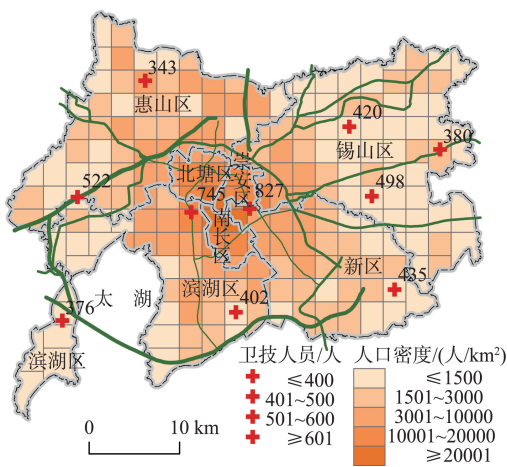 343
惠山区
420
380
锡山区
崇安区
北塘区
522
745
827
498
南长区
新区
太湖
滨湖区
402
435
376
滨湖区
卫技人员/人
≤400
401~500
501~600
≥601
人口密度/(人/km²)
≤1500
1501~3000
3001~10000
10001~20000
≥20001
0 10 km